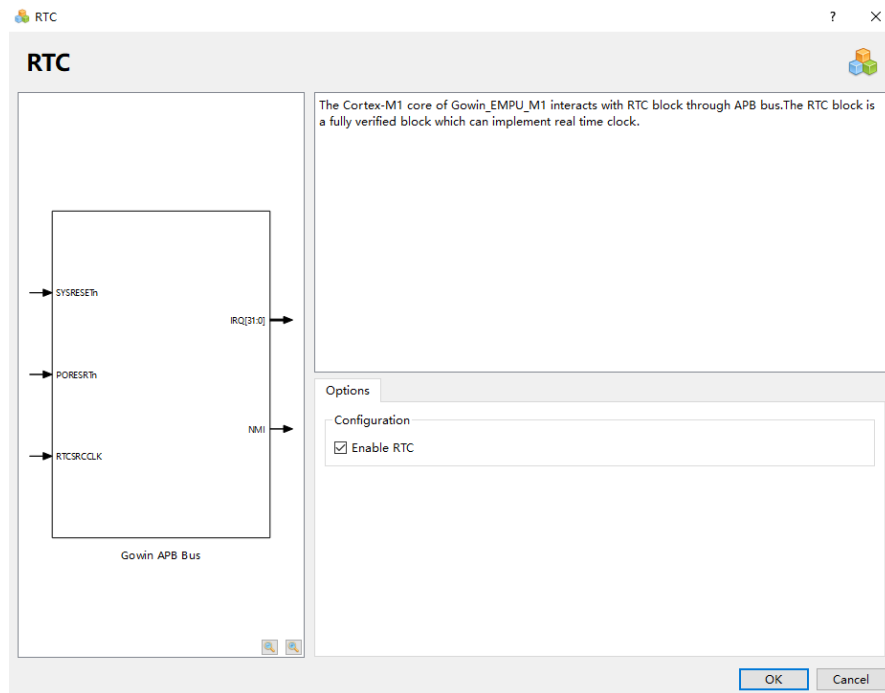 RTC
?
RTC
The Cortex-M1 core of Gowin_EMPU_M1 interacts with RTC block through APB bus.The RTC block is
a fully verified block which can implement real time clock.
SYSRESETn
IRQ[31:0]
PORESRTn
NMI
RTCSRCCLK
Gowin APB Bus
Options
Configuration
Enable RTC
OK
Cancel